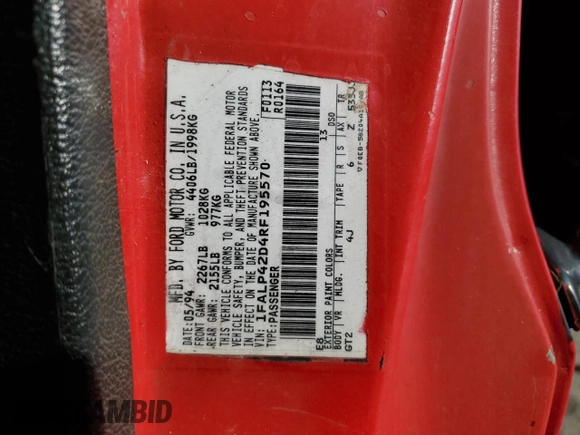 MFD. BY FORD MOTOR CO. IN U.S.A.
DATE: 05/94 GVWR: 4406LB/1998KG
FRONT GAWR: 2267LB 1028KG
REAR GAWR: 2155LB 977KG
THIS VEHICLE CONFORMS TO ALL APPLICABLE FEDERAL MOTOR
VEHICLE SAFETY, BUMPER, AND THEFT PREVENTION STANDARDS
IN EFFECT ON THE DATE OF MANUFACTURE SHOWN ABOVE.
VIN: 1FALP42D4RF195570
TYPE: PASSENGER
F0113
R0164
E8 13 DSO
EXTERIOR PAINT COLORS
BODY VR MLDG. INT TRIM TAPE R S AX TR
GT2 4J 6 Z